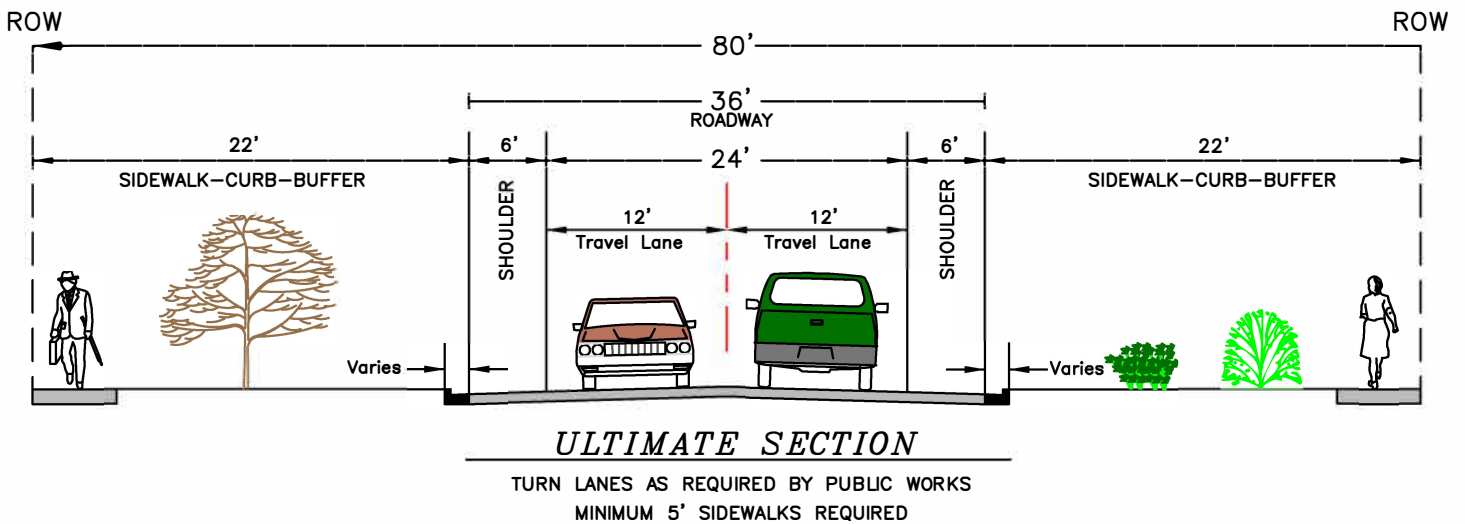 ROW
ROW
80'
36'
ROADWAY
22'
6'
24'
6'
22'
SIDEWALK-CURB-BUFFER
SIDEWALK-CURB-BUFFER
SHOULDER
SHOULDER
12'
12'
Travel Lane
Travel Lane
Varies
Varies
ULTIMATE SECTION
TURN LANES AS REQUIRED BY PUBLIC WORKS
MINIMUM 5' SIDEWALKS REQUIRED